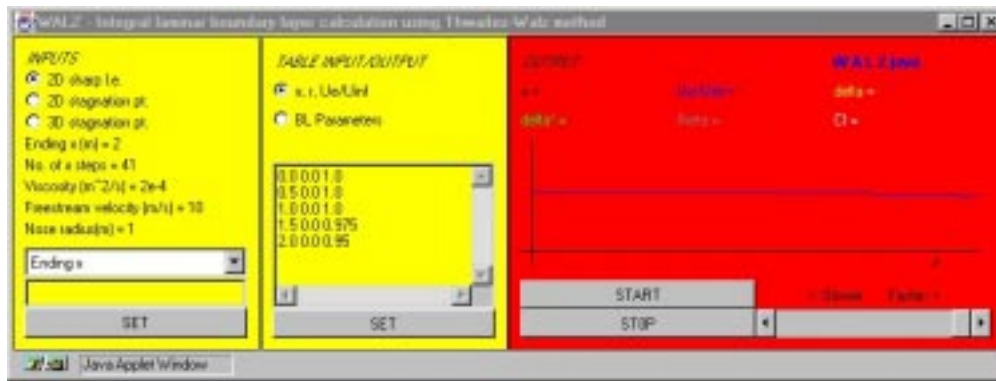 WALZ - Integral laminar boundary layer calculation using Thwaites-Walz method
INPUTS
2D sharp l.e.
2D stagnation pt.
3D stagnation pt.
Ending x (m) = 2
No. of x steps = 41
Viscosity (m^2/s) = 2e-4
Freestream velocity (m/s) = 10
Nose radius(m) = 1
Ending x
SET
TABLE INPUT/OUTPUT
x, r, Ue/Uinf
BL Parameters
0.0 0.0 1.0
0.5 0.0 1.0
1.0 0.0 1.0
1.5 0.0 0.975
2.0 0.0 0.95
SET
OUTPUT
WALZ.java
x =
Ue/Uinf =
delta =
delta* =
Cf =
START
< Slower Faster >
STOP
Java Applet Window